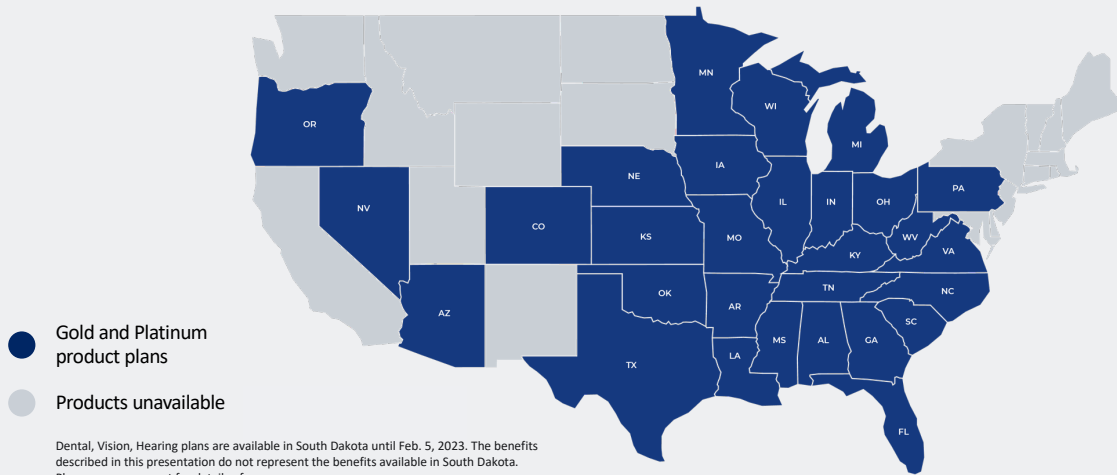 MN
WI
OR
MI
IA
NE
PA
NV
IL
IN
OH
CO
WV
KS
MO
VA
KY
TN
NC
OK
AZ
AR
SC
MS
AL
GA
LA
TX
FL
Gold and Platinum
product plans
Products unavailable
Dental, Vision, Hearing plans are available in South Dakota until Feb. 5, 2023. The benefits
described in this presentation do not represent the benefits available in South Dakota.